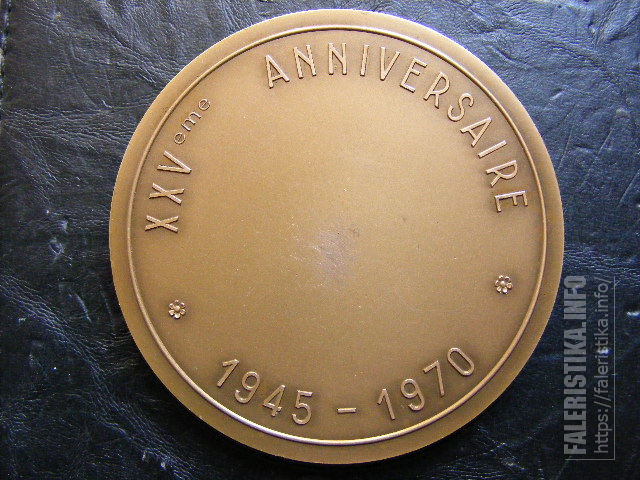 XXVeme ANNIVERSAIRE
1945 - 1970
FALERISTIKA.INFO
https://faleristika.info